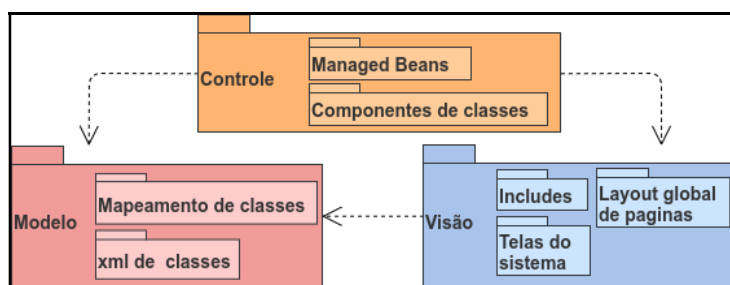 Controle
Managed Beans
Componentes de classes
Modelo
Mapeamento de classes
xml de classes
Visão
Includes
Telas do
sistema
Layout global
de paginas